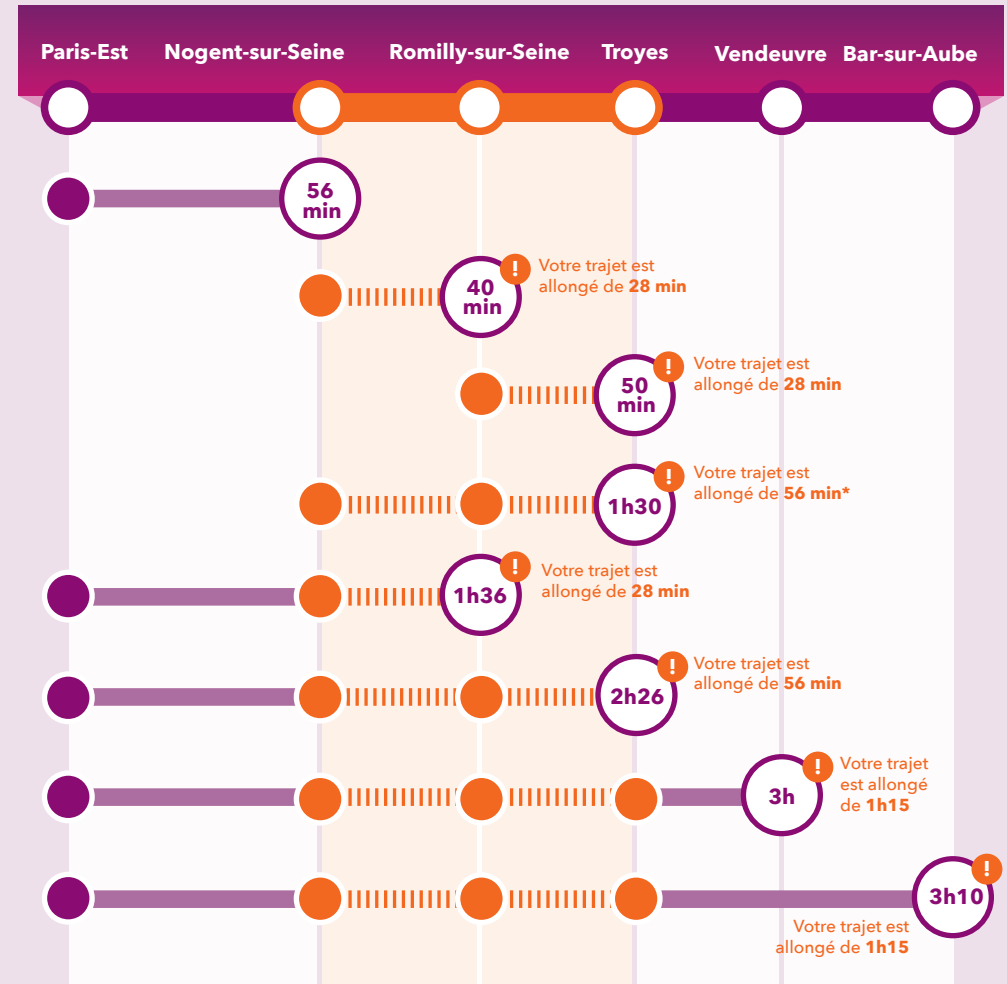 Paris-Est Nogent-sur-Seine Romilly-sur-Seine Troyes Vendeuvre Bar-sur-Aube
56
min
40
min
!
Votre trajet est
allongé de 28 min
50
min
!
Votre trajet est
allongé de 28 min
1h30
!
Votre trajet est
allongé de 56 min*
1h36
!
Votre trajet est
allongé de 28 min
2h26
!
Votre trajet est
allongé de 56 min
3h
!
Votre trajet
est allongé
de 1h15
3h10
!
Votre trajet est
allongé de 1h15